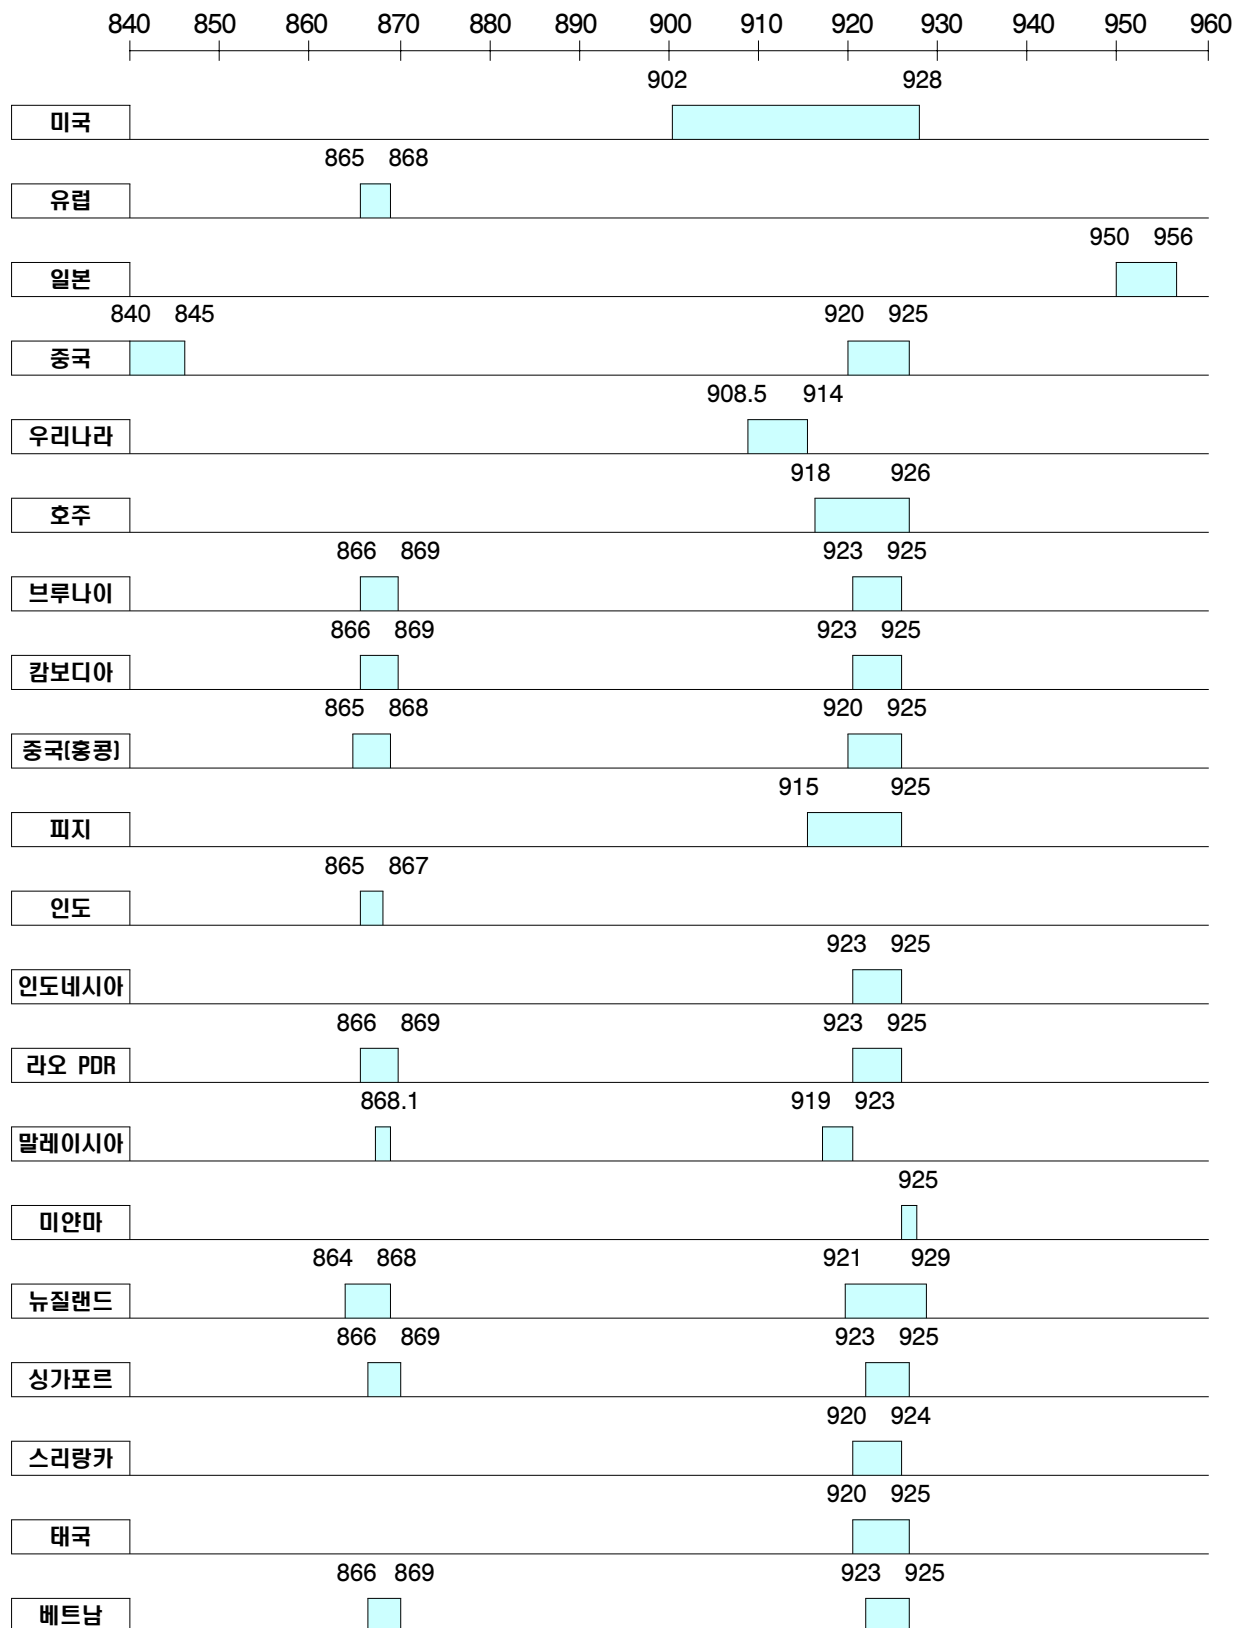 840 850 860 870 880 890 900 910 920 930 940 950 960
902 928
미국
865 868
유럽
950 956
일본
840 845 920 925
중국
908.5 914
우리나라
918 926
호주
866 869 923 925
브루나이
866 869 923 925
캄보디아
865 868 920 925
중국(홍콩)
915 925
피지
865 867
인도
923 925
인도네시아
866 869 923 925
라오 PDR
868.1 919 923
말레이시아
925
미얀마
864 868 921 929
뉴질랜드
866 869 923 925
싱가포르
920 924
스리랑카
920 925
태국
866 869 923 925
베트남